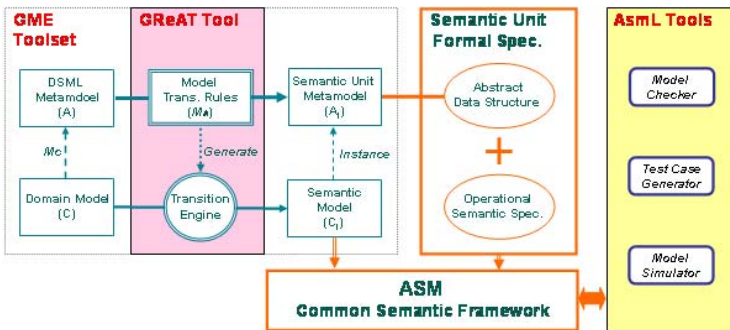 GME
Toolset
GReAT Tool
Semantic Unit
Formal Spec.
AsmL Tools
DSML
Metamdoel
(A)
Model
Trans. Rules
(MA)
Semantic Unit
Metamodel
(A₁)
Abstract
Data Structure
Model
Checker
Mc
Generate
Instance
+
Test Case
Generator
Domain Model
(C)
Transition
Engine
Semantic
Model
(C₁)
Operational
Semantic Spec.
Model
Simulator
ASM
Common Semantic Framework